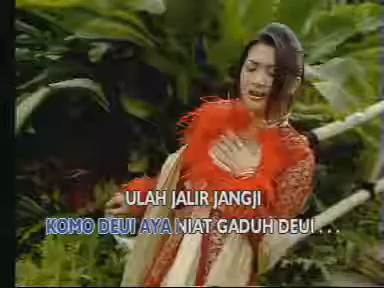 ULAH JALIR JANGJI
KOMO DEUI AYA NIAT GADUH DEUI . . .